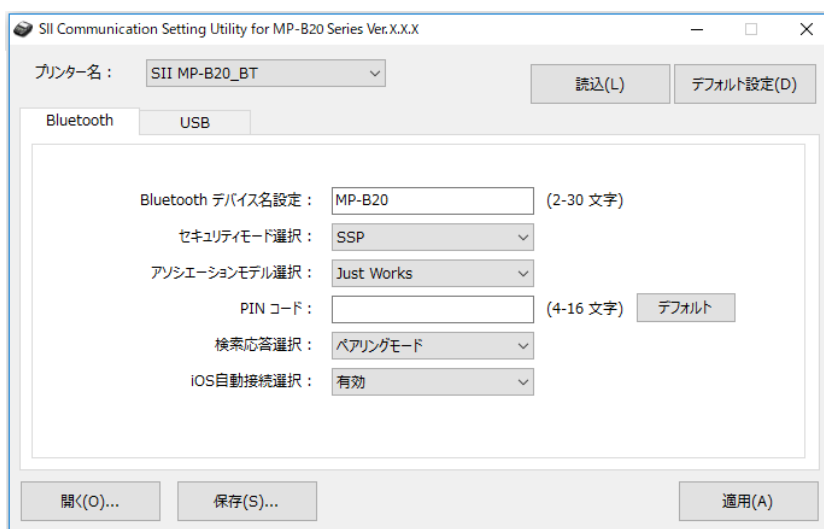 SII Communication Setting Utility for MP-B20 Series Ver.X.X.X
プリンター名： SII MP-B20_BT 読込(L) デフォルト設定(D)
Bluetooth USB
Bluetooth デバイス名設定： MP-B20 (2-30 文字)
セキュリティモード選択： SSP
アソシエーションモデル選択： Just Works
PIN コード： (4-16 文字) デフォルト
検索応答選択： ペアリングモード
iOS自動接続選択： 有効
開く(O)... 保存(S)... 適用(A)